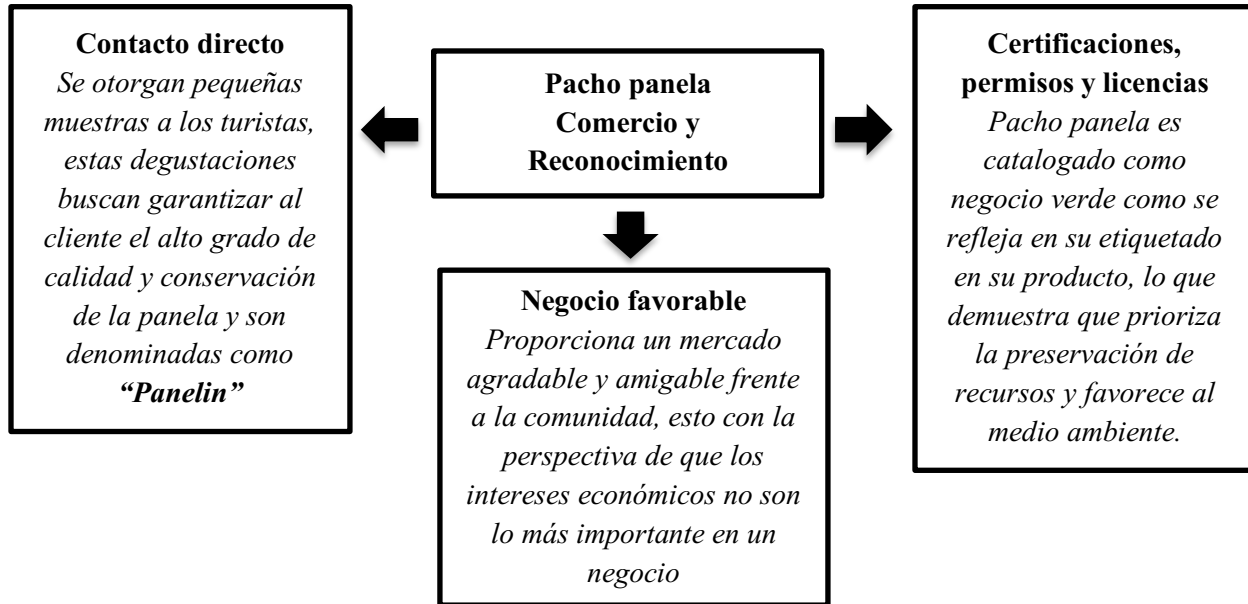 Contacto directo
Se otorgan pequeñas
muestras a los turistas,
estas degustaciones
buscan garantizar al
cliente el alto grado de
calidad y conservación
de la panela y son
denominadas como
“Panelin”
Pacho panela
Comercio y
Reconocimiento
Certificaciones,
permisos y licencias
Pacho panela es
catalogado como
negocio verde como se
refleja en su etiquetado
en su producto, lo que
demuestra que prioriza
la preservación de
recursos y favorece al
medio ambiente.
Negocio favorable
Proporciona un mercado
agradable y amigable frente
a la comunidad, esto con la
perspectiva de que los
intereses económicos no son
lo más importante en un
negocio